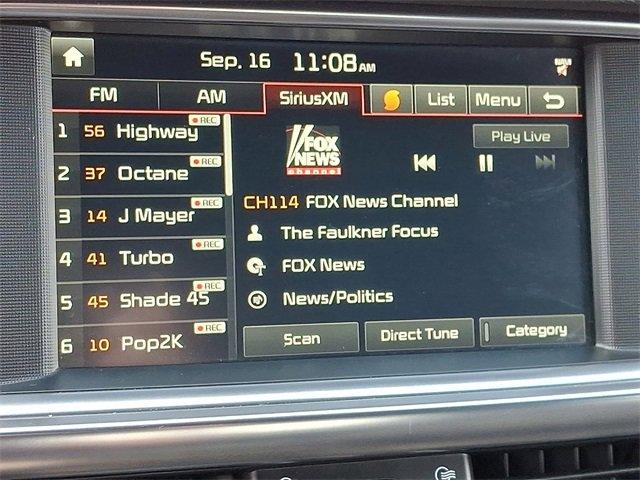 Sep. 16 11:08 AM
FM AM SiriusXM List Menu
1 56 Highway REC
2 37 Octane REC
3 14 J Mayer REC
4 41 Turbo REC
5 45 Shade 45 REC
6 10 Pop2K REC
FOX
NEWS
channel
Play Live
CH114 FOX News Channel
The Faulkner Focus
FOX News
News/Politics
Scan Direct Tune Category